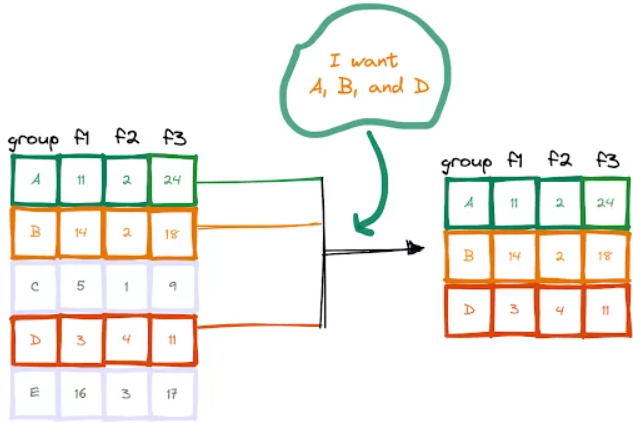 I want
A, B, and D
group f1 f2 f3
A 11 2 24
B 14 2 18
C 5 1 9
D 3 4 11
E 16 3 17
group f1 f2 f3
A 11 2 24
B 14 2 18
D 3 4 11